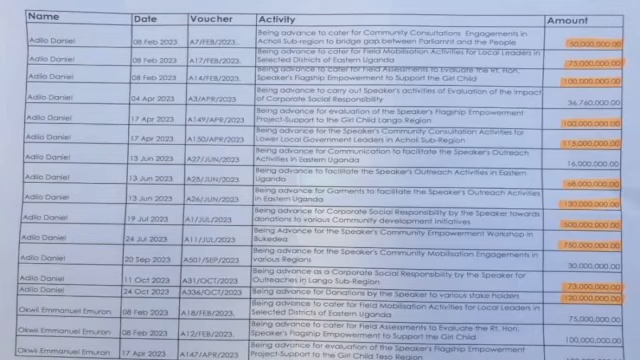 Name Date Voucher Activity Amount
Adilo Daniel 08 Feb 2023 A7/FEB/2023. Being advance to cater for Community Consultations Engagements in
Acholi Sub-region to bridge gap between Parliamnt and the People 50,000,000.00
Adilo Daniel 08 Feb 2023 A17/FEB/2023. Being advance to cater for Field Mobilisation Activities for Local Leaders in
Selected Districts of Eastern Uganda 75,000,000.00
Adilo Daniel 08 Feb 2023 A14/FEB/2023. Being advance to cater for Field Assessments to Evaluate the Rt. Hon.
Speaker's Flagship Empowerment to Support the Girl Child 100,000,000.00
Adilo Daniel 04 Apr 2023 A3/APR/2023 Being advance to carry out Speaker's activities of Evaluation of the Impact
of Corporate Social Responsibility 36,760,000.00
Adilo Daniel 17 Apr 2023 A149/APR/2023 Being advance for evaluation of the Speaker's Flagship Empowerment
Project-Support to the Girl Child Lango Region 100,000,000.00
Adilo Daniel 17 Apr 2023 A150/APR/2023 Being advance for the Speaker's Community Consultation Activities for
Lower Local Government Leaders in Acholi Sub-Region 115,000,000.00
Adilo Daniel 13 Jun 2023 A27/JUN/2023 Being advance for Communication to facilitate the Speaker's Outreach
Activities in Eastern Uganda 16,000,000.00
Adilo Daniel 13 Jun 2023 A28/JUN/2023 Being advance to facilitate the Speaker's Outreach Activities in Eastern
Uganda 68,000,000.00
Adilo Daniel 13 Jun 2023 A26/JUN/2023 Being advance for Garments to facilitate the Speaker's Outreach Activities
in Eastern Uganda 130,000,000.00
Adilo Daniel 19 Jul 2023 A1/JUL/2023 Being advance for Corporate Social Responsibility by the Speaker towards
donations to various Community development initiatives 500,000,000.00
Adilo Daniel 24 Jul 2023 A11/JUL/2023 Being Advance for the Speaker's Community Empowerment Workshop in
Bukedea 750,000,000.00
Adilo Daniel 20 Sep 2023 A501/SEP/2023 Being Advance for the Speaker's Community Mobilisation Engagements in
various Regions 30,000,000.00
Adilo Daniel 11 Oct 2023 A31/OCT/2023 Being advance as a Corporate Social Responsibility by the Speaker for
Outreaches in Lango Sub-Region 73,000,000.00
Adilo Daniel 24 Oct 2023 A336/OCT/2023 Being advance for Donations by the Speaker to various stake holders 120,000,000.00
Okwii Emmanuel Emuron 08 Feb 2023 A18/FEB/2023. Being advance to cater for Field Mobilisation Activities for Local Leaders in
Selected Districts of Eastern Uganda 75,000,000.00
Okwii Emmanuel Emuron 08 Feb 2023 A12/FEB/2023. Being advance to cater for Field Assessments to Evaluate the Rt. Hon.
Speaker's Flagship Empowerment to Support the Girl Child 100,000,000.00
Okwii Emmanuel Emuron 17 Apr 2023 A147/APR/2023 Being advance for evaluation of the Speaker's Flagship Empowerment
Project-Support to the Girl Child Teso Region